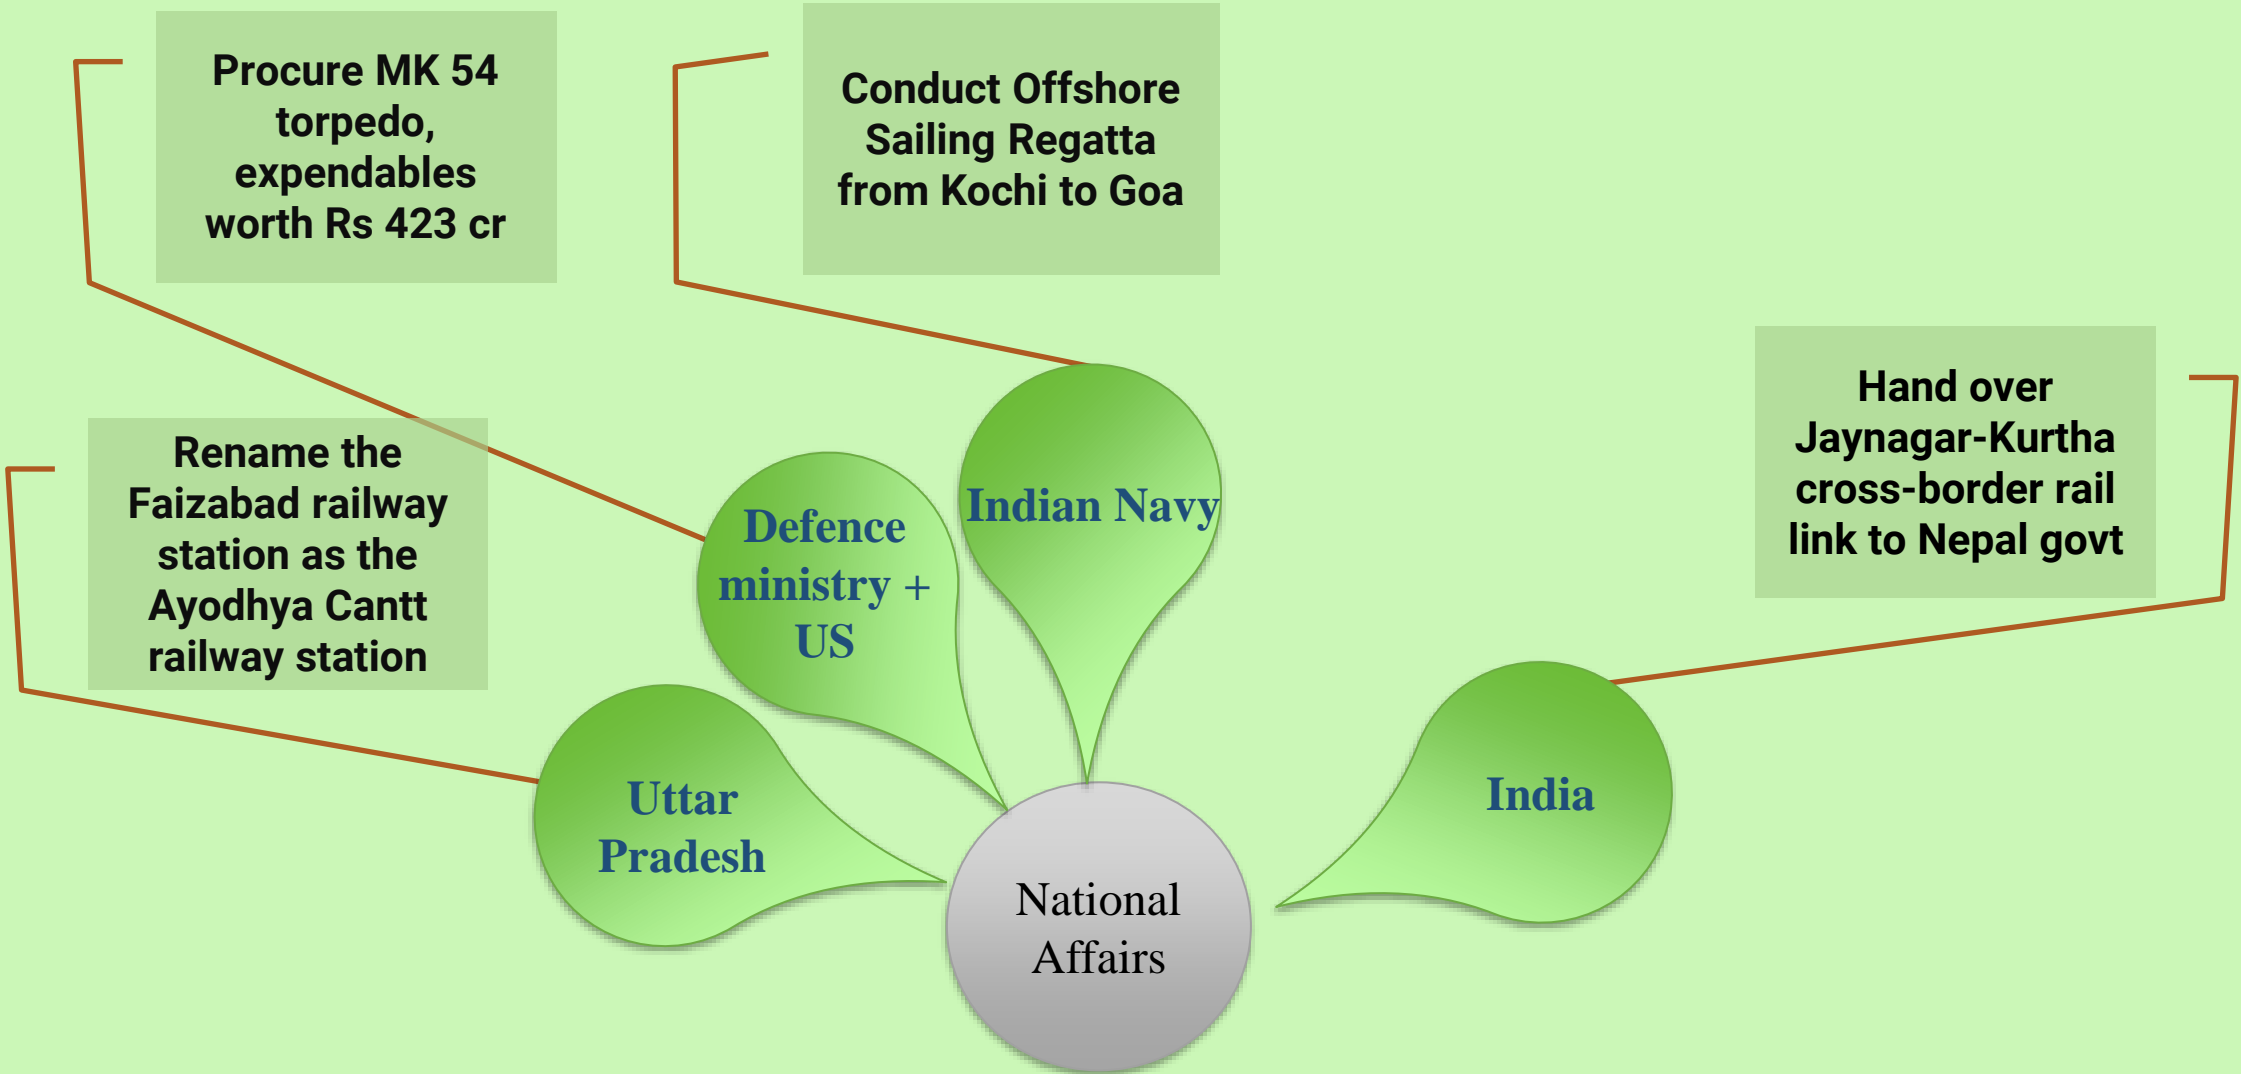 Procure MK 54
torpedo,
expendables
worth Rs 423 cr
Conduct Offshore
Sailing Regatta
from Kochi to Goa
Hand over
Jaynagar-Kurtha
cross-border rail
link to Nepal govt
Rename the
Faizabad railway
station as the
Ayodhya Cantt
railway station
Defence
ministry +
US
Indian Navy
Uttar
Pradesh
India
National
Affairs